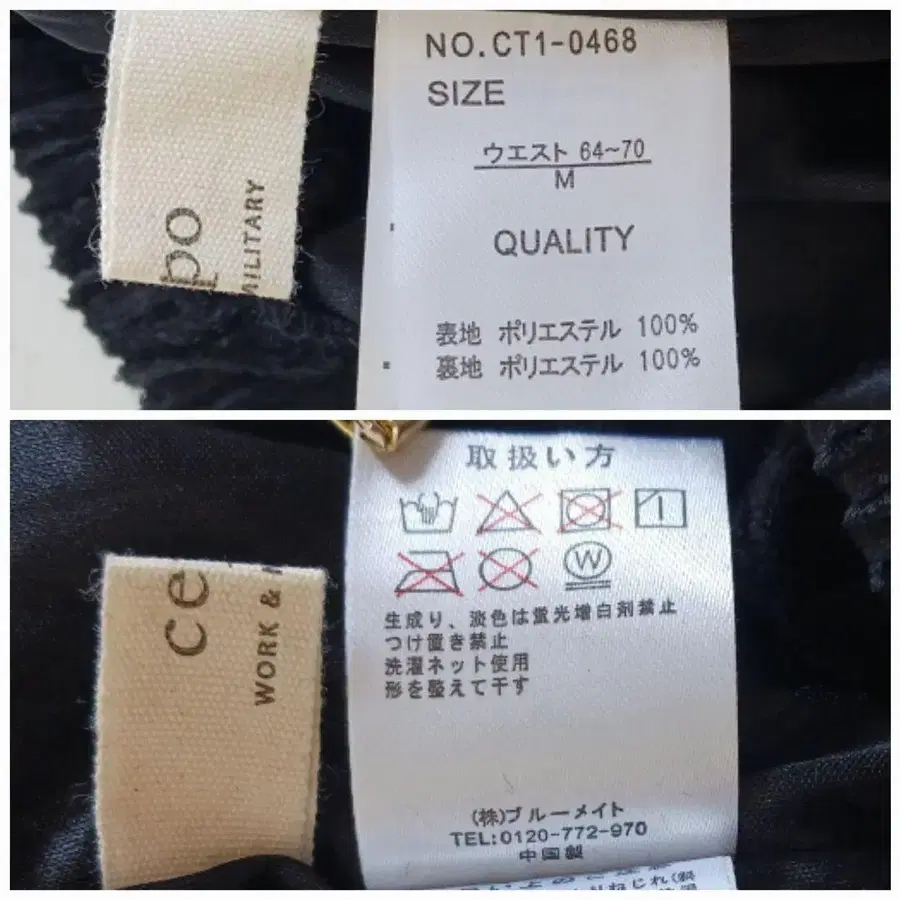 po
MILITARY
NO.CT1-0468
SIZE
ウエスト 64~70
M
QUALITY
表地 ポリエステル 100%
裏地 ポリエステル 100%
ce
WORK &
取扱い方
W
生成り、淡色は蛍光増白剤禁止
つけ置き禁止
洗濯ネット使用
形を整えて干す
(株)ブルーメイト
TEL:0120-772-970
中国製